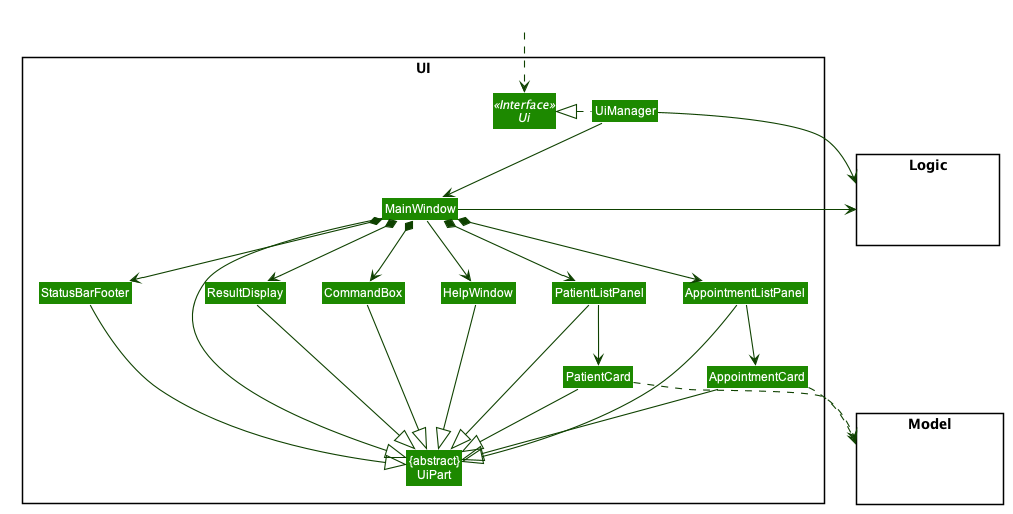 UI
«Interface»
Ui
UiManager
Logic
MainWindow
StatusBarFooter
ResultDisplay
CommandBox
HelpWindow
PatientListPanel
AppointmentListPanel
PatientCard
AppointmentCard
Model
{abstract}
UiPart